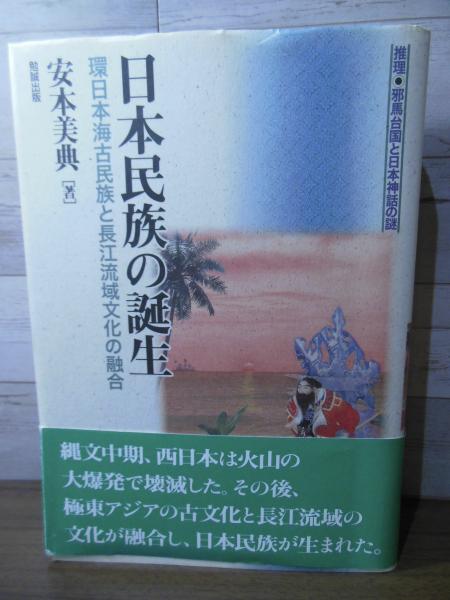 推理●邪馬台国と日本神話の謎
日本民族の誕生
環日本海古民族と長江流域文化の融合
安本美典[著]
勉誠出版
縄文中期、西日本は火山の
大爆発で壊滅した。その後、
極東アジアの古文化と長江流域の
文化が融合し、日本民族が生まれた。